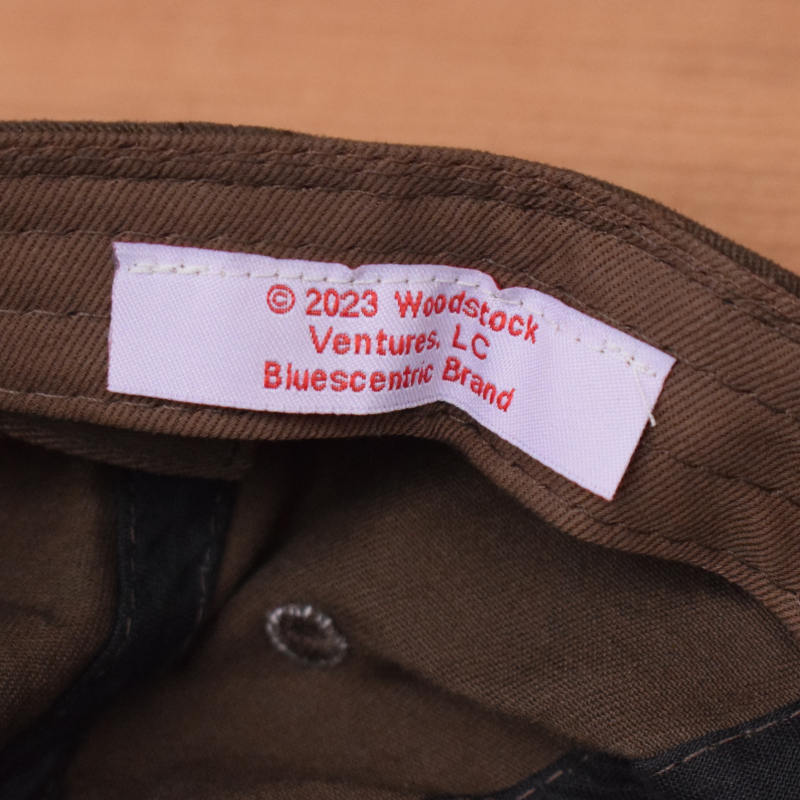 © 2023 Woodstock
Ventures, LC
Bluescentric Brand